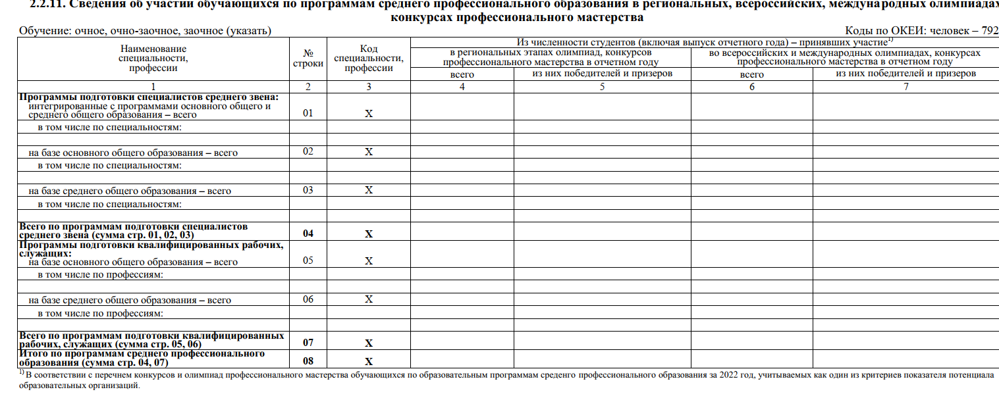 2.2.11. Сведения об участии обучающихся по программам среднего профессионального образования в региональных, всероссийских, международных олимпиадах
конкурсах профессионального мастерства
Обучение: очное, очно-заочное, заочное (указать) Коды по ОКЕИ: человек – 792
Наименование
специальности,
профессии
№
строки
Код
специальности,
профессии
Из численности студентов (включая выпуск отчетного года) – принявших участие1)
в региональных этапах олимпиад, конкурсов
профессионального мастерства в отчетном году
во всероссийских и международных олимпиадах, конкурсах
профессионального мастерства в отчетном году
всего из них победителей и призеров всего из них победителей и призеров
1 2 3 4 5 6 7
Программы подготовки специалистов среднего звена:
интегрированные с программами основного общего и
среднего общего образования – всего 01 X
в том числе по специальностям:
на базе основного общего образования – всего 02 X
в том числе по специальностям:
на базе среднего общего образования – всего 03 X
в том числе по специальностям:
Всего по программам подготовки специалистов
среднего звена (сумма стр. 01, 02, 03) 04 X
Программы подготовки квалифицированных рабочих,
служащих:
на базе основного общего образования – всего 05 X
в том числе по профессиям:
на базе среднего общего образования – всего 06 X
в том числе по профессиям:
Всего по программам подготовки квалифицированных
рабочих, служащих (сумма стр. 05, 06) 07 X
Итого по программам среднего профессионального
образования (сумма стр. 04, 07) 08 X
1) В соответствии с перечнем конкурсов и олимпиад профессионального мастерства обучающихся по образовательным программам среденго профессионального образования за 2022 год, учитываемых как один из критериев показателя потенциала
образовательных организаций.